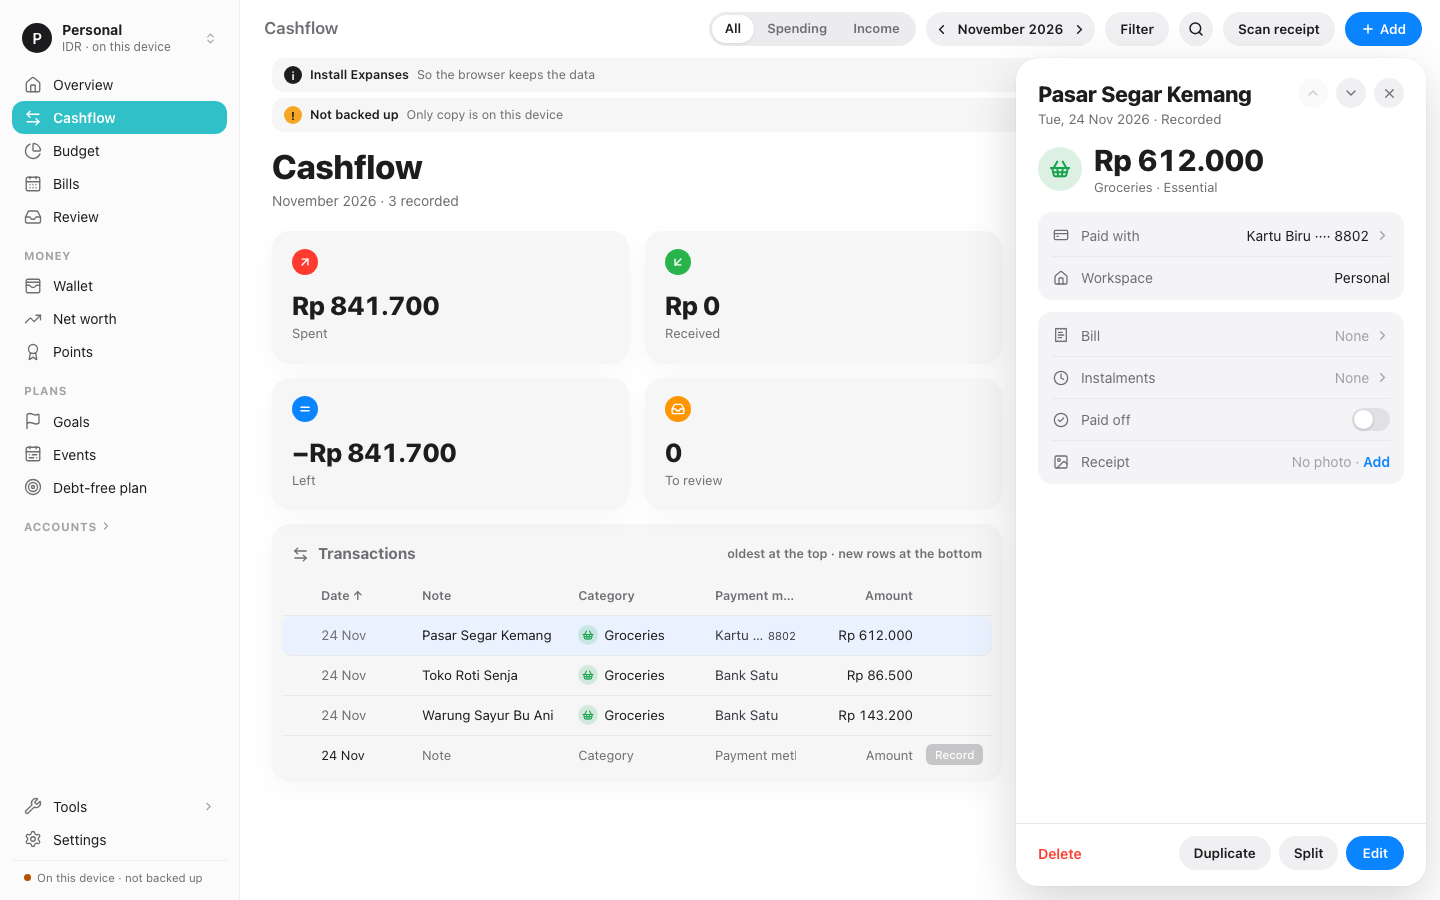 P
Personal
IDR · on this device
Overview
Cashflow
Budget
Bills
Review
MONEY
Wallet
Net worth
Points
PLANS
Goals
Events
Debt-free plan
ACCOUNTS
Tools
Settings
On this device · not backed up
Cashflow
All Spending Income
November 2026
Filter
Scan receipt
Add
Install Expanses So the browser keeps the data
Not backed up Only copy is on this device
Cashflow
November 2026 · 3 recorded
Rp 841.700
Spent
Rp 0
Received
−Rp 841.700
Left
0
To review
Transactions oldest at the top · new rows at the bottom
Date ↑ Note Category Payment m... Amount
24 Nov Pasar Segar Kemang Groceries Kartu ... 8802 Rp 612.000
24 Nov Toko Roti Senja Groceries Bank Satu Rp 86.500
24 Nov Warung Sayur Bu Ani Groceries Bank Satu Rp 143.200
24 Nov Note Category Payment met Amount Record
Pasar Segar Kemang
Tue, 24 Nov 2026 · Recorded
Rp 612.000
Groceries · Essential
Paid with Kartu Biru ···· 8802
Workspace Personal
Bill None
Instalments None
Paid off
Receipt No photo · Add
Delete Duplicate Split Edit